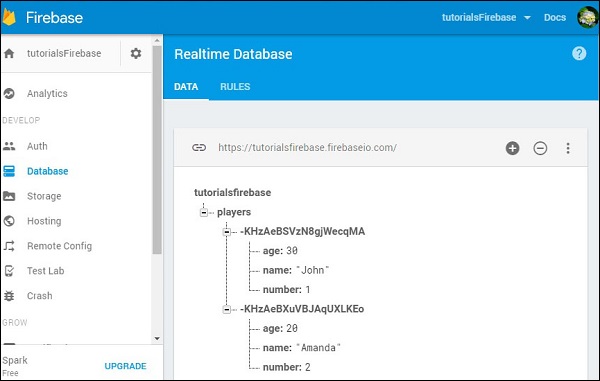 Firebase
tutorialsFirebase
Docs
tutorialsFirebase
Analytics
DEVELOP
Auth
Database
Storage
Hosting
Remote Config
Test Lab
Crash
GROW
Spark
Free
UPGRADE
Realtime Database
?
DATA RULES
https://tutorialsfirebase.firebaseio.com/
tutorialsfirebase
players
-KHzAeBSVzN8gjWecqMA
age: 30
name: "John"
number: 1
-KHzAeBXuVBJAqUXLKEo
age: 20
name: "Amanda"
number: 2